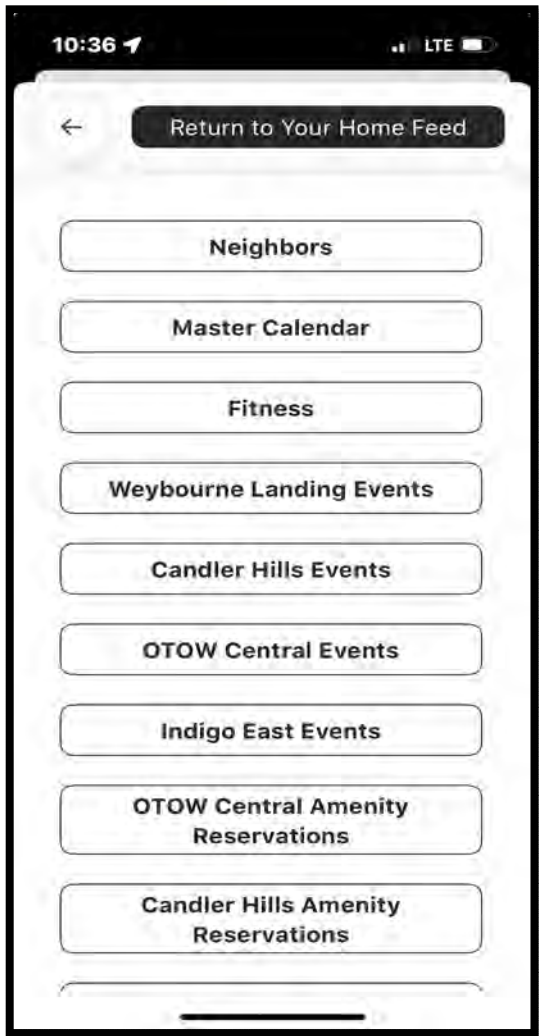 10:36
LTE
Return to Your Home Feed
Neighbors
Master Calendar
Fitness
Weybourne Landing Events
Candler Hills Events
OTOW Central Events
Indigo East Events
OTOW Central Amenity
Reservations
Candler Hills Amenity
Reservations